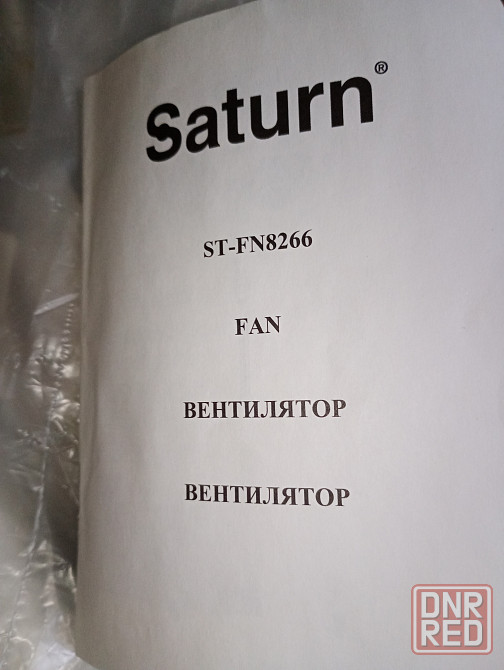 Saturn®
ST-FN8266
FAN
ВЕНТИЛЯТОР
ВЕНТИЛЯТОР
DNR
RED